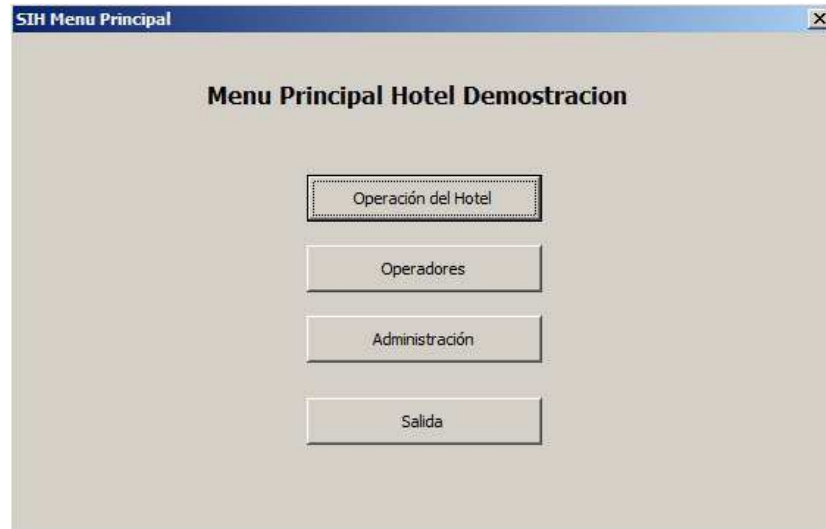 SIH Menu Principal
Menu Principal Hotel Demostracion
Operación del Hotel
Operadores
Administración
Salida